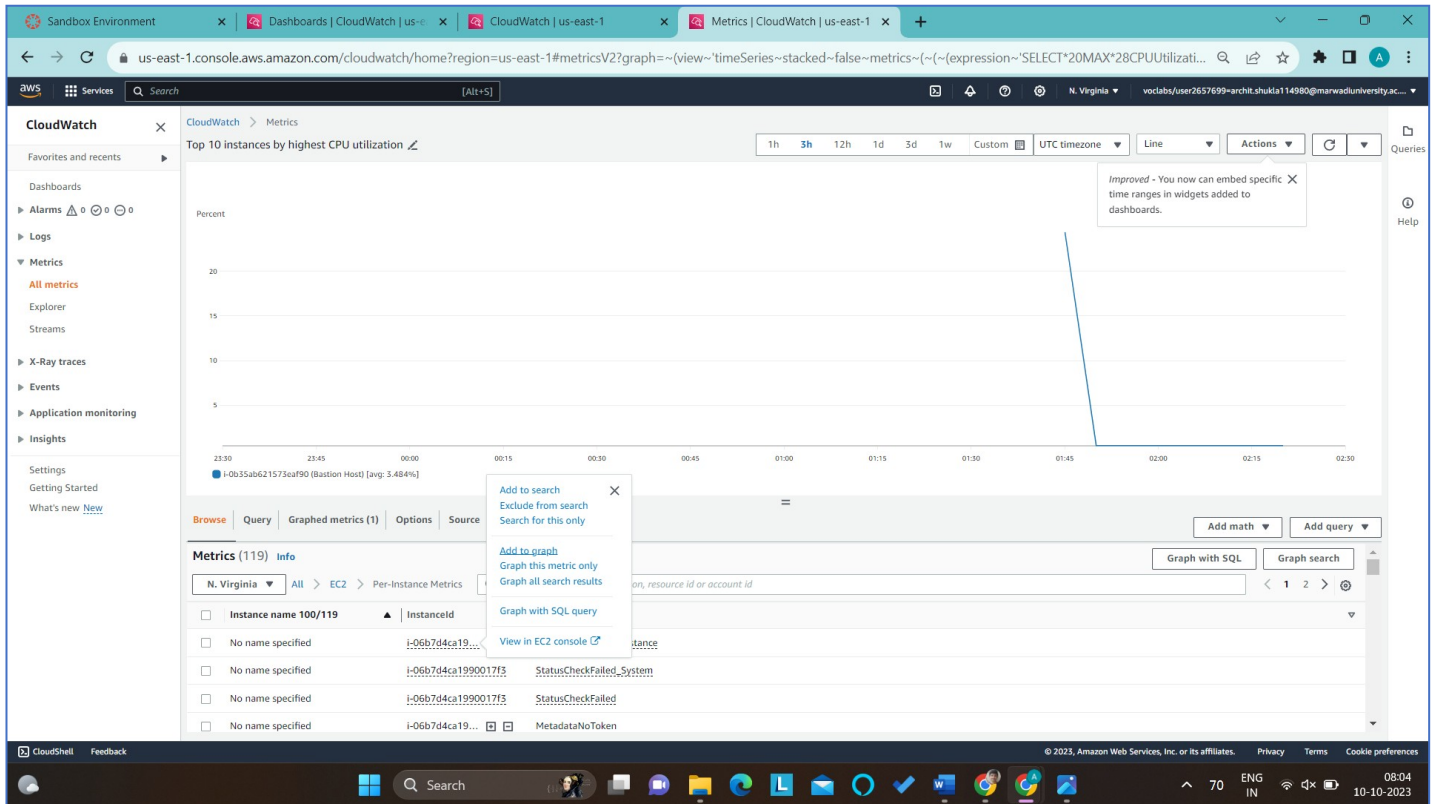 Sandbox Environment
Dashboards | CloudWatch | us-e
CloudWatch | us-east-1
Metrics | CloudWatch | us-east-1
us-east-1.console.aws.amazon.com/cloudwatch/home?region=us-east-1#metricsV2?graph=~(view~'timeSeries~stacked~false~metrics~(~(~(expression~'SELECT*20MAX*28CPUUtilizati...
A
aws
Services
Search
[Alt+S]
N. Virginia
voclabs/user2657699=archit.shukla114980@marwadiuniversity.ac....
CloudWatch
Favorites and recents
Dashboards
Alarms 0 0 0
Logs
Metrics
All metrics
Explorer
Streams
X-Ray traces
Events
Application monitoring
Insights
Settings
Getting Started
What's new New
CloudWatch > Metrics
Top 10 instances by highest CPU utilization
1h 3h 12h 1d 3d 1w Custom
UTC timezone
Line
Actions
Improved - You now can embed specific
time ranges in widgets added to
dashboards.
Queries
Help
Percent
20
15
10
5
23:30 23:45 00:00 00:15 00:30 00:45 01:00 01:15 01:30 01:45 02:00 02:15 02:30
i-0b35ab621573eaf90 (Bastion Host) [avg: 3.484%]
Add to search
Exclude from search
Search for this only
Add to graph
Graph this metric only
Graph all search results
Graph with SQL query
View in EC2 console
Browse Query Graphed metrics (1) Options Source
Add math
Add query
Metrics (119) Info
Graph with SQL
Graph search
N. Virginia
All > EC2 > Per-Instance Metrics
on, resource id or account id
1 2
Instance name 100/119 InstanceId
No name specified i-06b7d4ca19... stance
No name specified i-06b7d4ca1990017f3 StatusCheckFailed_System
No name specified i-06b7d4ca1990017f3 StatusCheckFailed
No name specified i-06b7d4ca19... MetadataNoToken
CloudShell
Feedback
© 2023, Amazon Web Services, Inc. or its affiliates.
Privacy
Terms
Cookie preferences
Search
70
ENG
IN
08:04
10-10-2023